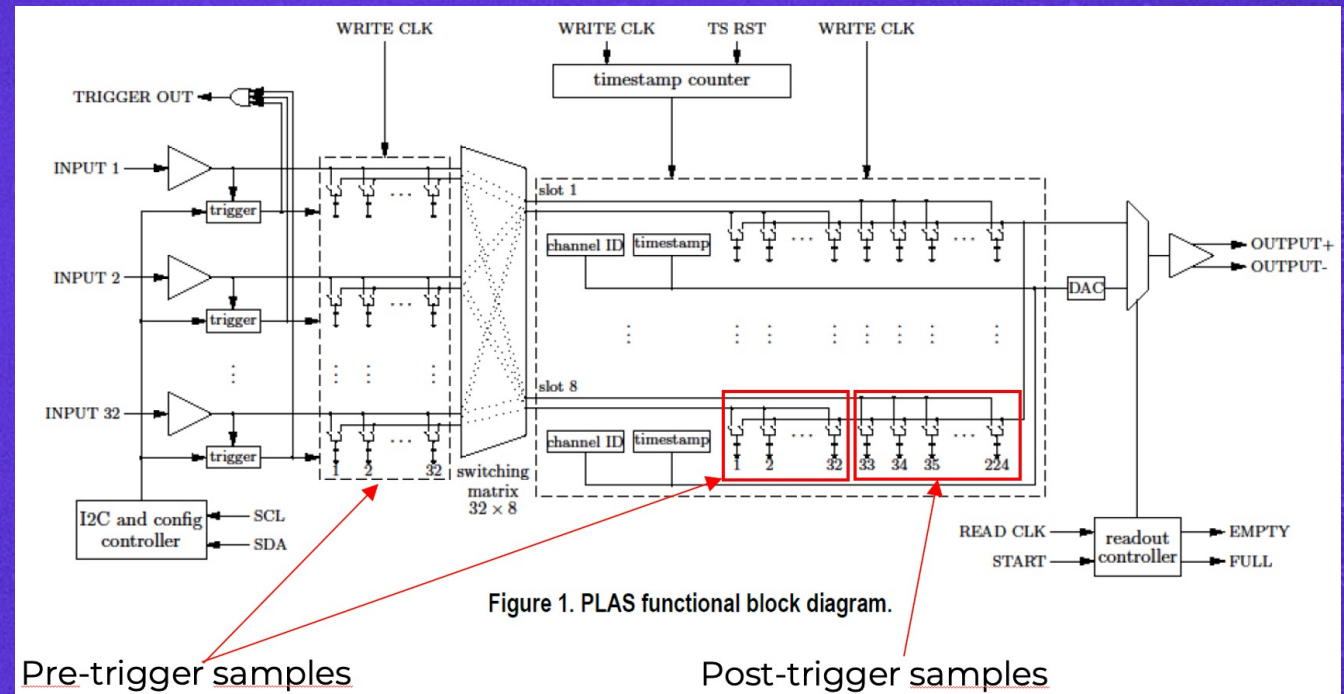 WRITE CLK
WRITE CLK
TS RST
WRITE CLK
timestamp counter
TRIGGER OUT
INPUT 1
trigger
slot 1
channel ID
timestamp
...
...
...
OUTPUT+
OUTPUT-
INPUT 2
trigger
...
DAC
INPUT 32
trigger
...
1
2
32
switching
matrix
32 × 8
slot 8
channel ID
timestamp
...
...
1
2
32
33
34
35
224
I2C and config
controller
SCL
SDA
READ CLK
START
readout
controller
EMPTY
FULL
Figure 1. PLAS functional block diagram.
Pre-trigger samples
Post-trigger samples